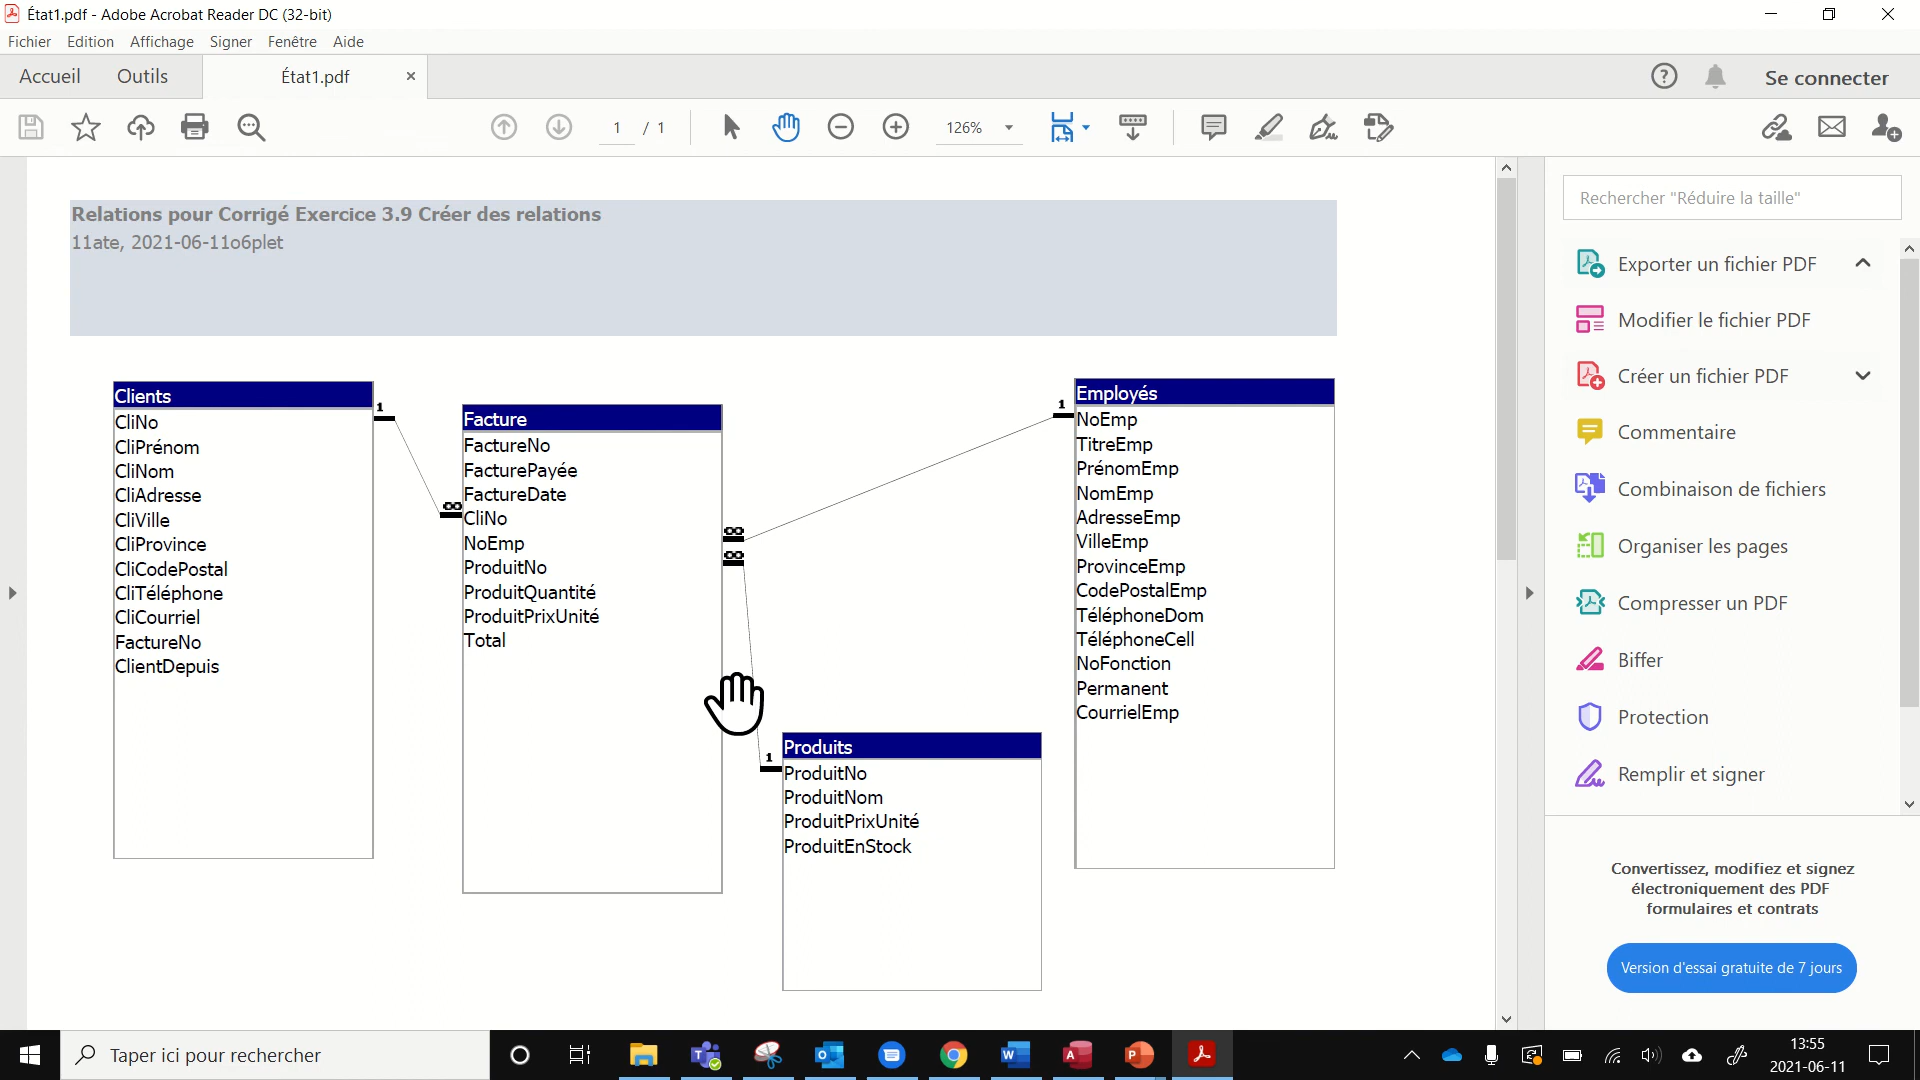 État1.pdf - Adobe Acrobat Reader DC (32-bit)
Fichier Edition Affichage Signer Fenêtre Aide
Accueil Outils État1.pdf × ? Se connecter
1 / 1 126%
Relations pour Corrigé Exercice 3.9 Créer des relations
11ate, 2021-06-11o6plet
Clients
CliNo
CliPrénom
CliNom
CliAdresse
CliVille
CliProvince
CliCodePostal
CliTéléphone
CliCourriel
FactureNo
ClientDepuis
1
∞
Facture
FactureNo
FacturePayée
FactureDate
CliNo
NoEmp
ProduitNo
ProduitQuantité
ProduitPrixUnité
Total
∞
∞
1
1
Produits
ProduitNo
ProduitNom
ProduitPrixUnité
ProduitEnStock
Employés
NoEmp
TitreEmp
PrénomEmp
NomEmp
AdresseEmp
VilleEmp
ProvinceEmp
CodePostalEmp
TéléphoneDom
TéléphoneCell
NoFonction
Permanent
CourrielEmp
Rechercher "Réduire la taille"
Exporter un fichier PDF
Modifier le fichier PDF
Créer un fichier PDF
Commentaire
Combinaison de fichiers
Organiser les pages
Compresser un PDF
Biffer
Protection
Remplir et signer
Convertissez, modifiez et signez
électroniquement des PDF
formulaires et contrats
Version d'essai gratuite de 7 jours
Taper ici pour rechercher
13:55
2021-06-11